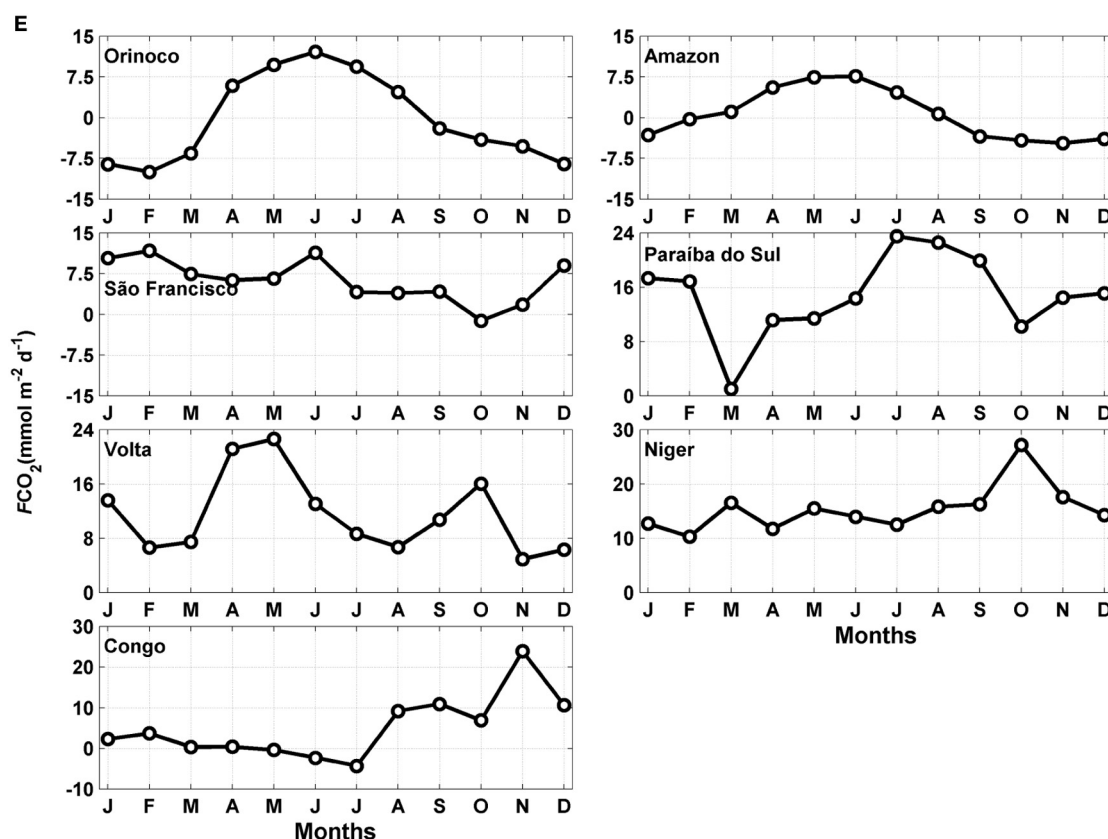 E
15
7.5
0
-7.5
-15
Orinoco
J F M A M J J A S O N D
15
7.5
0
-7.5
-15
Amazon
J F M A M J J A S O N D
15
7.5
0
-7.5
-15
São Francisco
J F M A M J J A S O N D
24
16
8
0
Paraíba do Sul
J F M A M J J A S O N D
FCO2(mmol m-2 d-1)
24
16
8
0
Volta
J F M A M J J A S O N D
30
20
10
0
Niger
J F M A M J J A S O N D
Months
30
20
10
0
-10
Congo
J F M A M J J A S O N D
Months